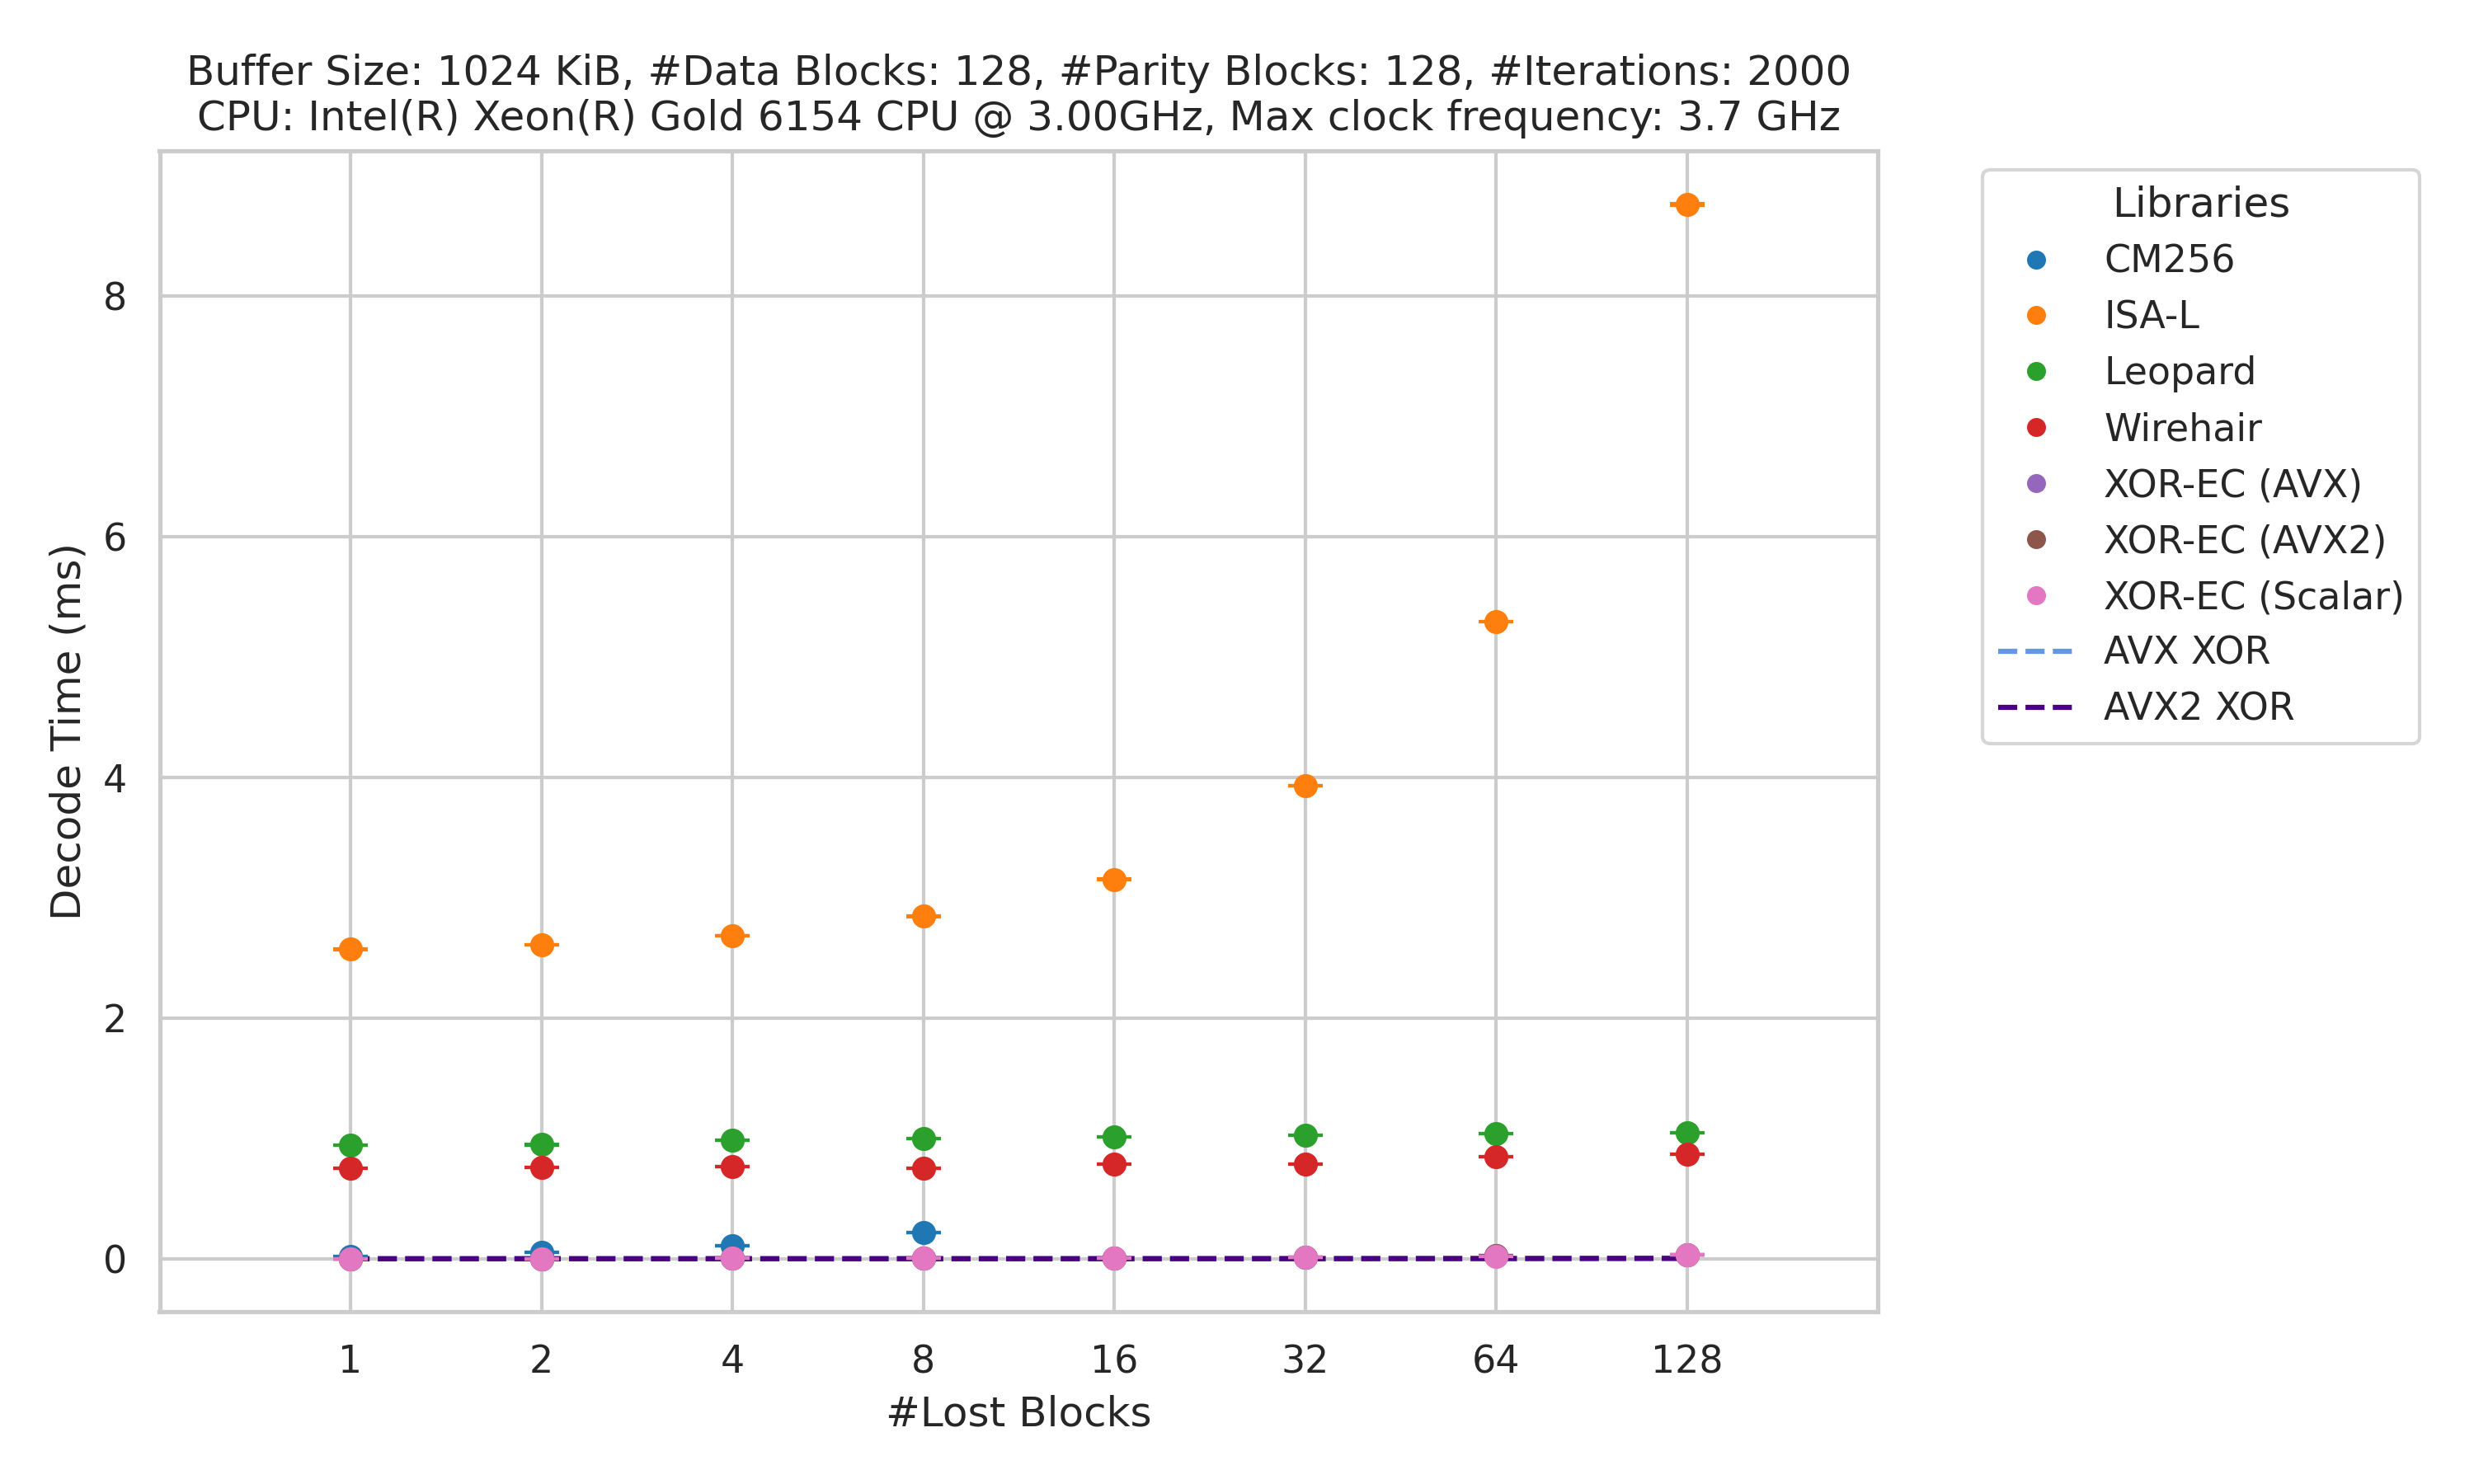 Buffer Size: 1024 KiB, #Data Blocks: 128, #Parity Blocks: 128, #Iterations: 2000
CPU: Intel(R) Xeon(R) Gold 6154 CPU @ 3.00GHz, Max clock frequency: 3.7 GHz
Libraries
CM256
ISA-L
Leopard
Wirehair
XOR-EC (AVX)
XOR-EC (AVX2)
XOR-EC (Scalar)
AVX XOR
AVX2 XOR
Decode Time (ms)
8
6
4
2
0
1 2 4 8 16 32 64 128
#Lost Blocks